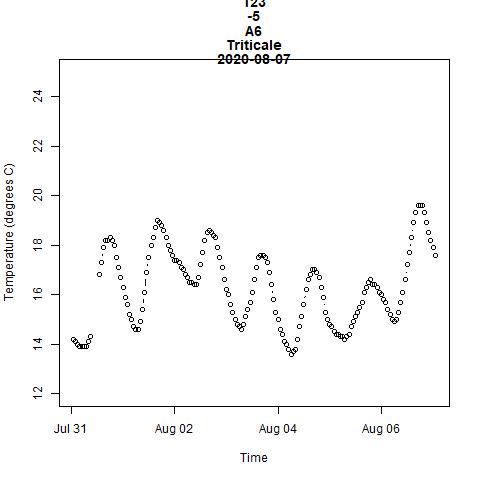 123
-5
A6
Triticale
2020-08-07
24
22
20
18
16
14
12
Temperature (degrees C)
Jul 31
Aug 02
Aug 04
Aug 06
Time